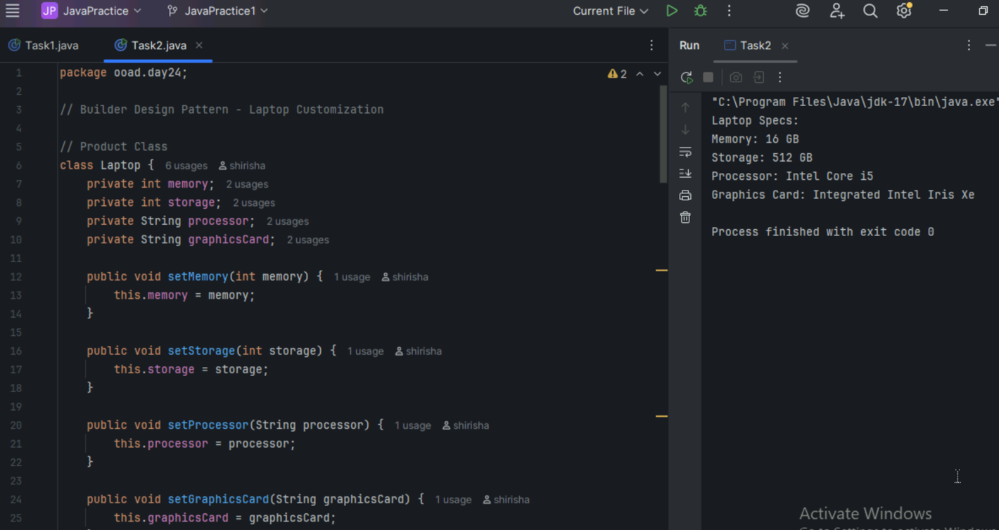 JP JavaPractice JavaPractice1 Current File
Task1.java Task2.java
1 package ooad.day24; 2
2
3 // Builder Design Pattern - Laptop Customization
4
5 // Product Class
6 class Laptop { 6 usages shirisha
7 private int memory; 2 usages
8 private int storage; 2 usages
9 private String processor; 2 usages
10 private String graphicsCard; 2 usages
11
12 public void setMemory(int memory) { 1 usage shirisha
13 this.memory = memory;
14 }
15
16 public void setStorage(int storage) { 1 usage shirisha
17 this.storage = storage;
18 }
19
20 public void setProcessor(String processor) { 1 usage shirisha
21 this.processor = processor;
22 }
23
24 public void setGraphicsCard(String graphicsCard) { 1 usage shirisha
25 this.graphicsCard = graphicsCard;
Run Task2
"C:\Program Files\Java\jdk-17\bin\java.exe"
Laptop Specs:
Memory: 16 GB
Storage: 512 GB
Processor: Intel Core i5
Graphics Card: Integrated Intel Iris Xe
Process finished with exit code 0
Activate Windows
Go to Settings to activate Windows